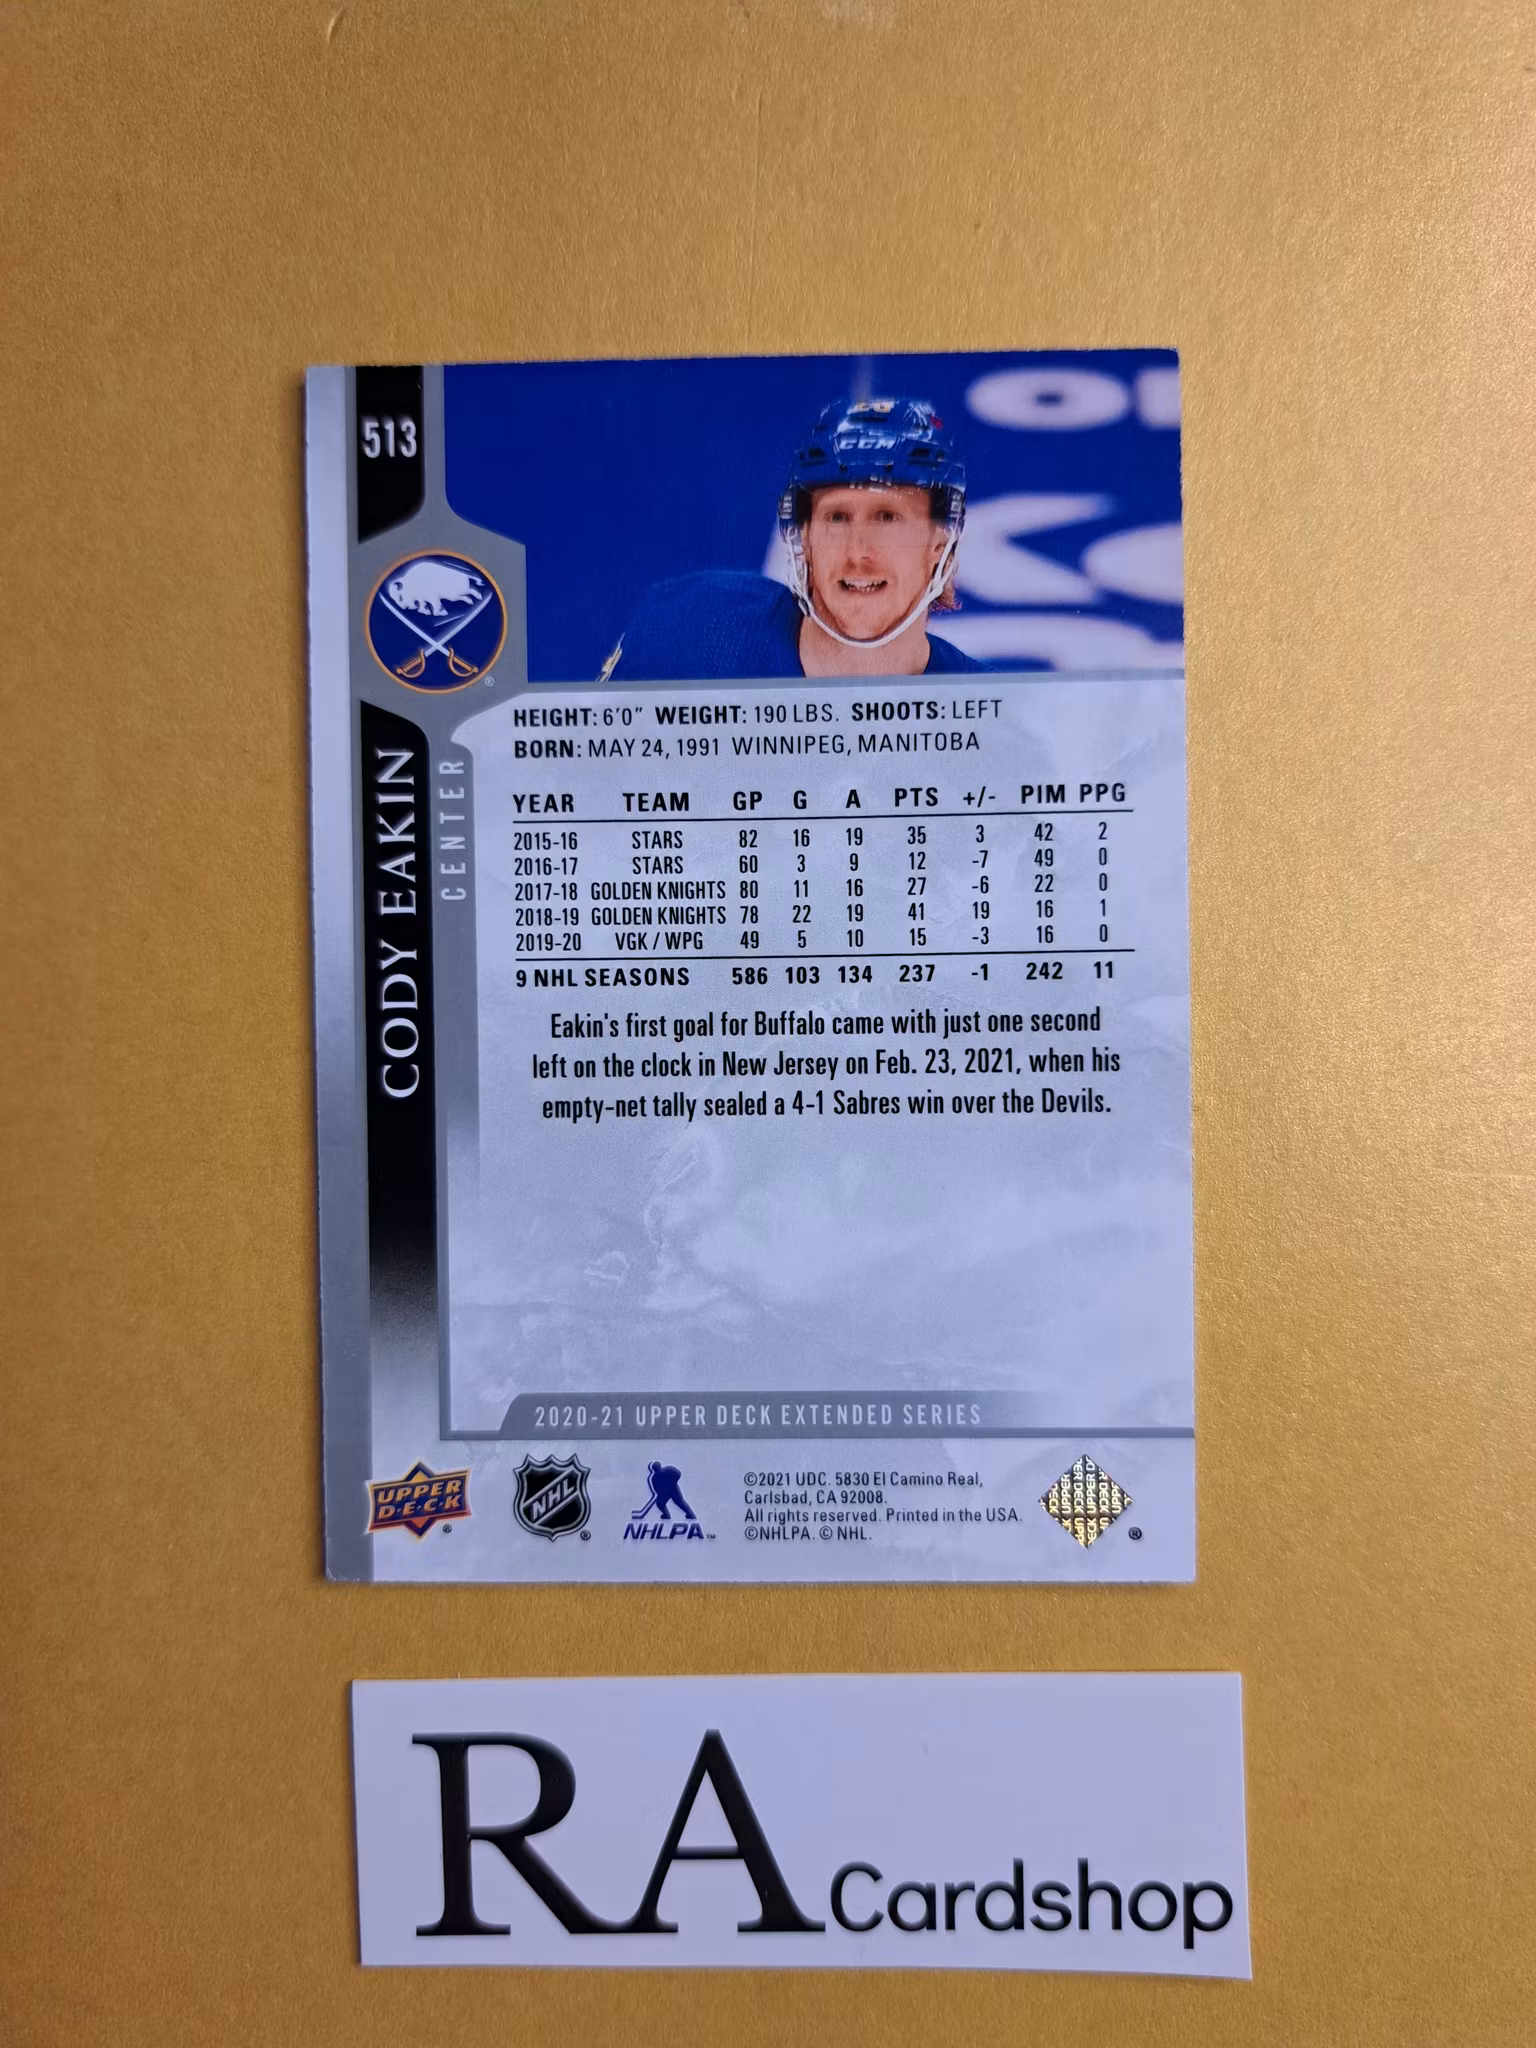 513
CODY EAKIN
CENTER
CCM
HEIGHT: 6'0" WEIGHT: 190 LBS. SHOOTS: LEFT
BORN: MAY 24, 1991 WINNIPEG, MANITOBA
YEAR TEAM GP G A PTS +/- PIM PPG
2015-16 STARS 82 16 19 35 3 42 2
2016-17 STARS 60 3 9 12 -7 49 0
2017-18 GOLDEN KNIGHTS 80 11 16 27 -6 22 0
2018-19 GOLDEN KNIGHTS 78 22 19 41 19 16 1
2019-20 VGK / WPG 49 5 10 15 -3 16 0
9 NHL SEASONS 586 103 134 237 -1 242 11
Eakin's first goal for Buffalo came with just one second
left on the clock in New Jersey on Feb. 23, 2021, when his
empty-net tally sealed a 4-1 Sabres win over the Devils.
2020-21 UPPER DECK EXTENDED SERIES
UPPER
D·E·C·K
®
NHL
®
NHLPA™
©2021 UDC. 5830 El Camino Real,
Carlsbad, CA 92008.
All rights reserved. Printed in the USA.
©NHLPA. © NHL.
®
RA Cardshop